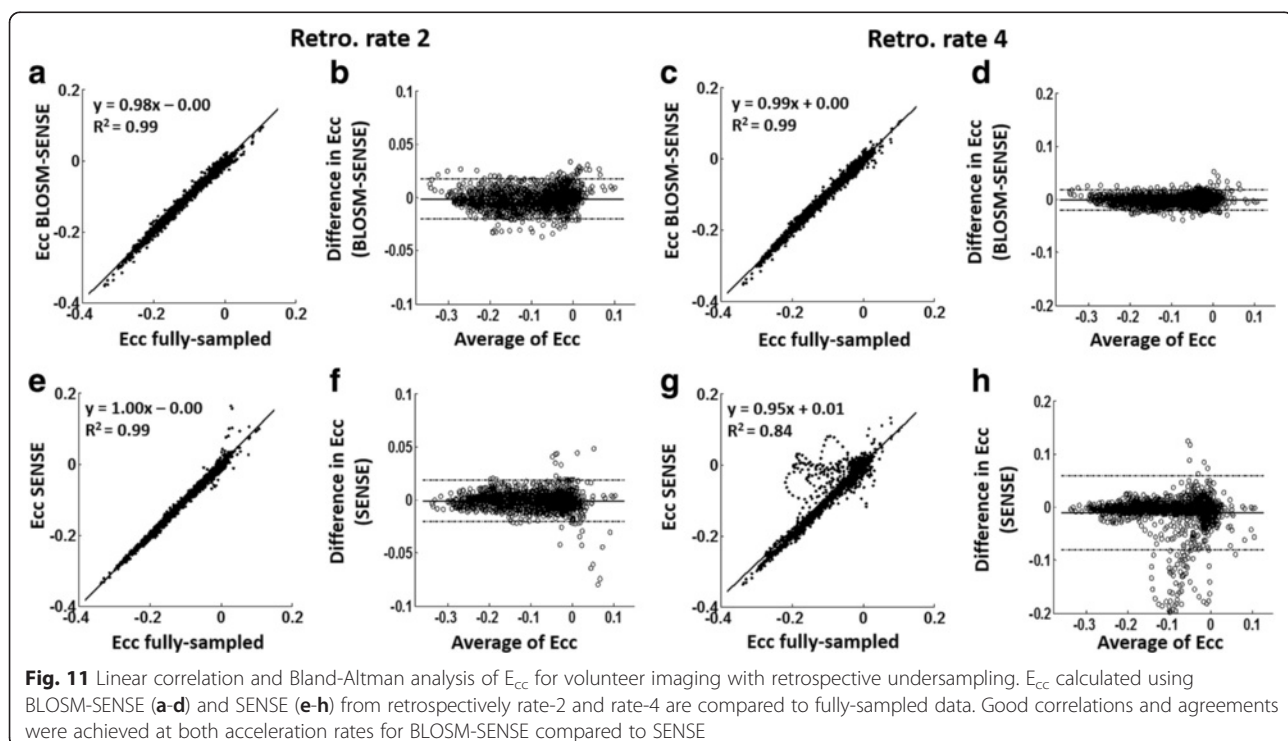 Retro. rate 2
Retro. rate 4
a
0.2
y = 0.98x – 0.00
R² = 0.99
0
-0.2
-0.4
-0.4
-0.2
0
0.2
Ecc BLOSM-SENSE
Ecc fully-sampled
b
0.1
0.05
0
-0.05
-0.1
-0.3
-0.2
-0.1
0
0.1
Difference in Ecc
(BLOSM-SENSE)
Average of Ecc
c
0.2
y = 0.99x + 0.00
R² = 0.99
0
-0.2
-0.4
-0.4
-0.2
0
0.2
Ecc BLOSM-SENSE
Ecc fully-sampled
d
0.2
0.1
0
-0.1
-0.2
-0.3
-0.2
-0.1
0
0.1
Difference in Ecc
(BLOSM-SENSE)
Average of Ecc
e
0.2
y = 1.00x – 0.00
R² = 0.99
0
-0.2
-0.4
-0.4
-0.2
0
0.2
Ecc SENSE
Ecc fully-sampled
f
0.1
0.05
0
-0.05
-0.1
-0.3
-0.2
-0.1
0
0.1
Difference in Ecc
(SENSE)
Average of Ecc
g
0.2
y = 0.95x + 0.01
R² = 0.84
0
-0.2
-0.4
-0.4
-0.2
0
0.2
Ecc SENSE
Ecc fully-sampled
h
0.2
0.1
0
-0.1
-0.2
-0.3
-0.2
-0.1
0
0.1
Difference in Ecc
(SENSE)
Average of Ecc
Fig. 11 Linear correlation and Bland-Altman analysis of Ecc for volunteer imaging with retrospective undersampling. Ecc calculated using
BLOSM-SENSE (a-d) and SENSE (e-h) from retrospectively rate-2 and rate-4 are compared to fully-sampled data. Good correlations and agreements
were achieved at both acceleration rates for BLOSM-SENSE compared to SENSE